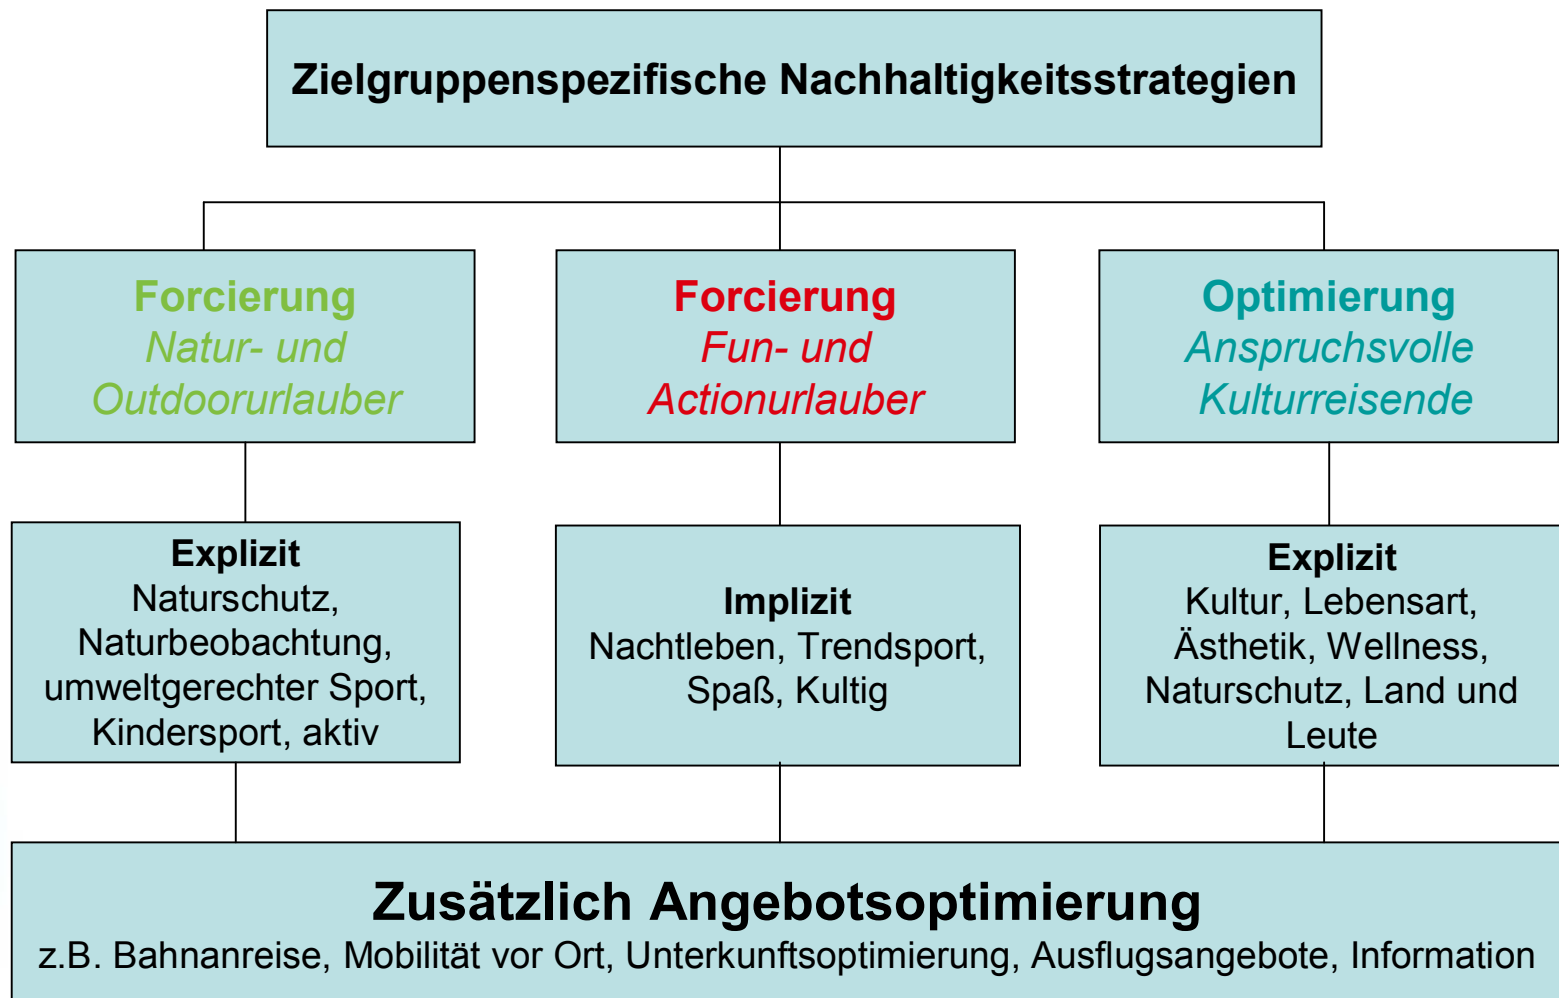 Zielgruppenspezifische Nachhaltigkeitsstrategien
Forcierung
Natur- und
Outdoorurlauber
Forcierung
Fun- und
Actionurlauber
Optimierung
Anspruchsvolle
Kulturreisende
Explizit
Naturschutz,
Naturbeobachtung,
umweltgerechter Sport,
Kindersport, aktiv
Implizit
Nachtleben, Trendsport,
Spaß, Kultig
Explizit
Kultur, Lebensart,
Ästhetik, Wellness,
Naturschutz, Land und
Leute
Zusätzlich Angebotsoptimierung
z.B. Bahnanreise, Mobilität vor Ort, Unterkunftsoptimierung, Ausflugsangebote, Information